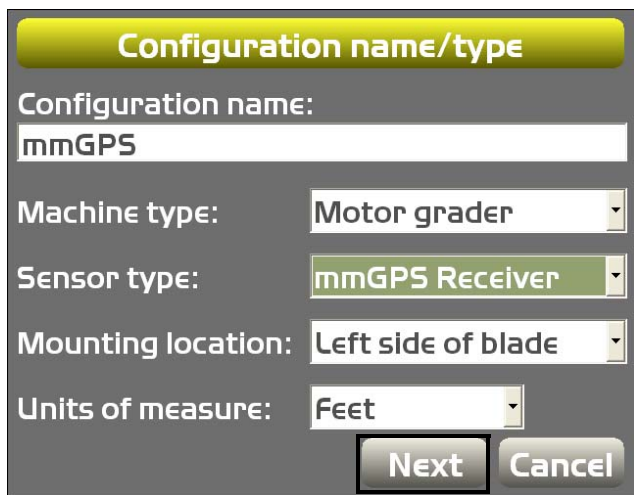 Configuration name/type
Configuration name:
mmGPS
Machine type: Motor grader
Sensor type: mmGPS Receiver
Mounting location: Left side of blade
Units of measure: Feet
Next Cancel